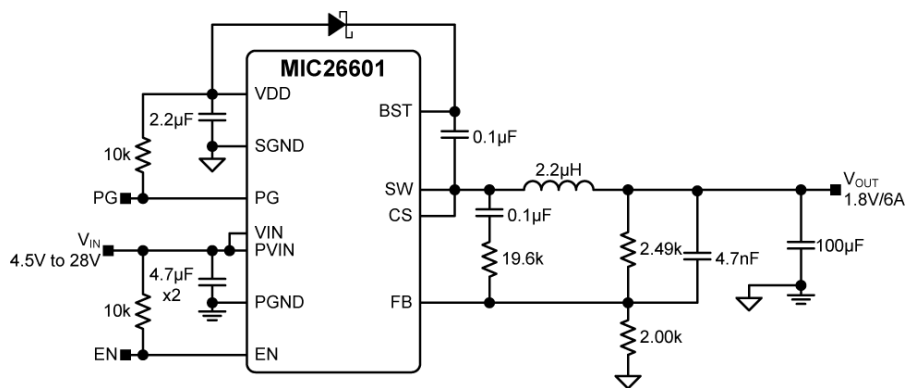 MIC26601
VDD
2.2µF
BST
SGND
0.1µF
10k
2.2µH
PG
PG
SW
VOUT
1.8V/6A
CS
0.1µF
VIN
VIN
4.5V to 28V
PVIN
2.49k
100µF
19.6k
4.7nF
4.7µF
x2
PGND
FB
10k
2.00k
EN
EN